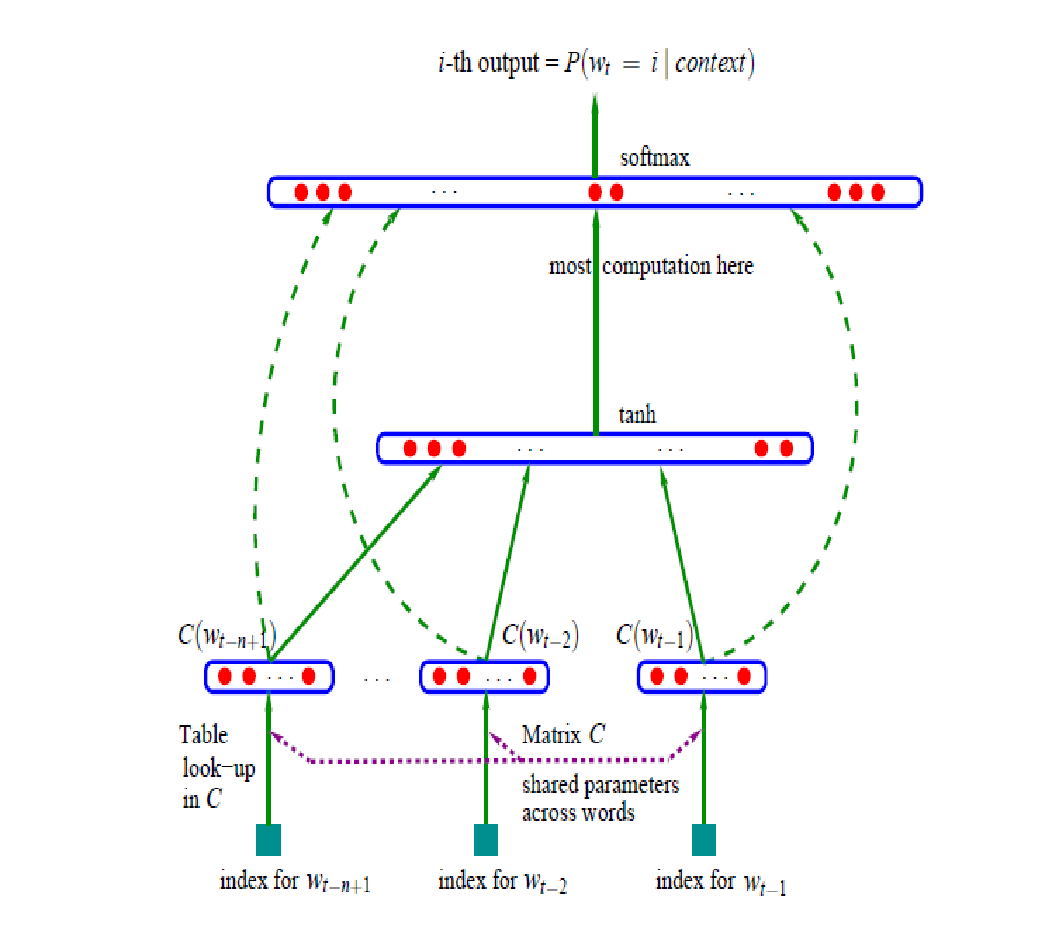 i-th output = P(w_t = i | context)
softmax
. . .
. . .
most computation here
tanh
. . .
. . .
C(w_{t−n+1})
C(w_{t−2})
C(w_{t−1})
. . .
. . .
. . .
. . .
Table
look−up
in C
Matrix C
shared parameters
across words
index for w_{t−n+1}
index for w_{t−2}
index for w_{t−1}